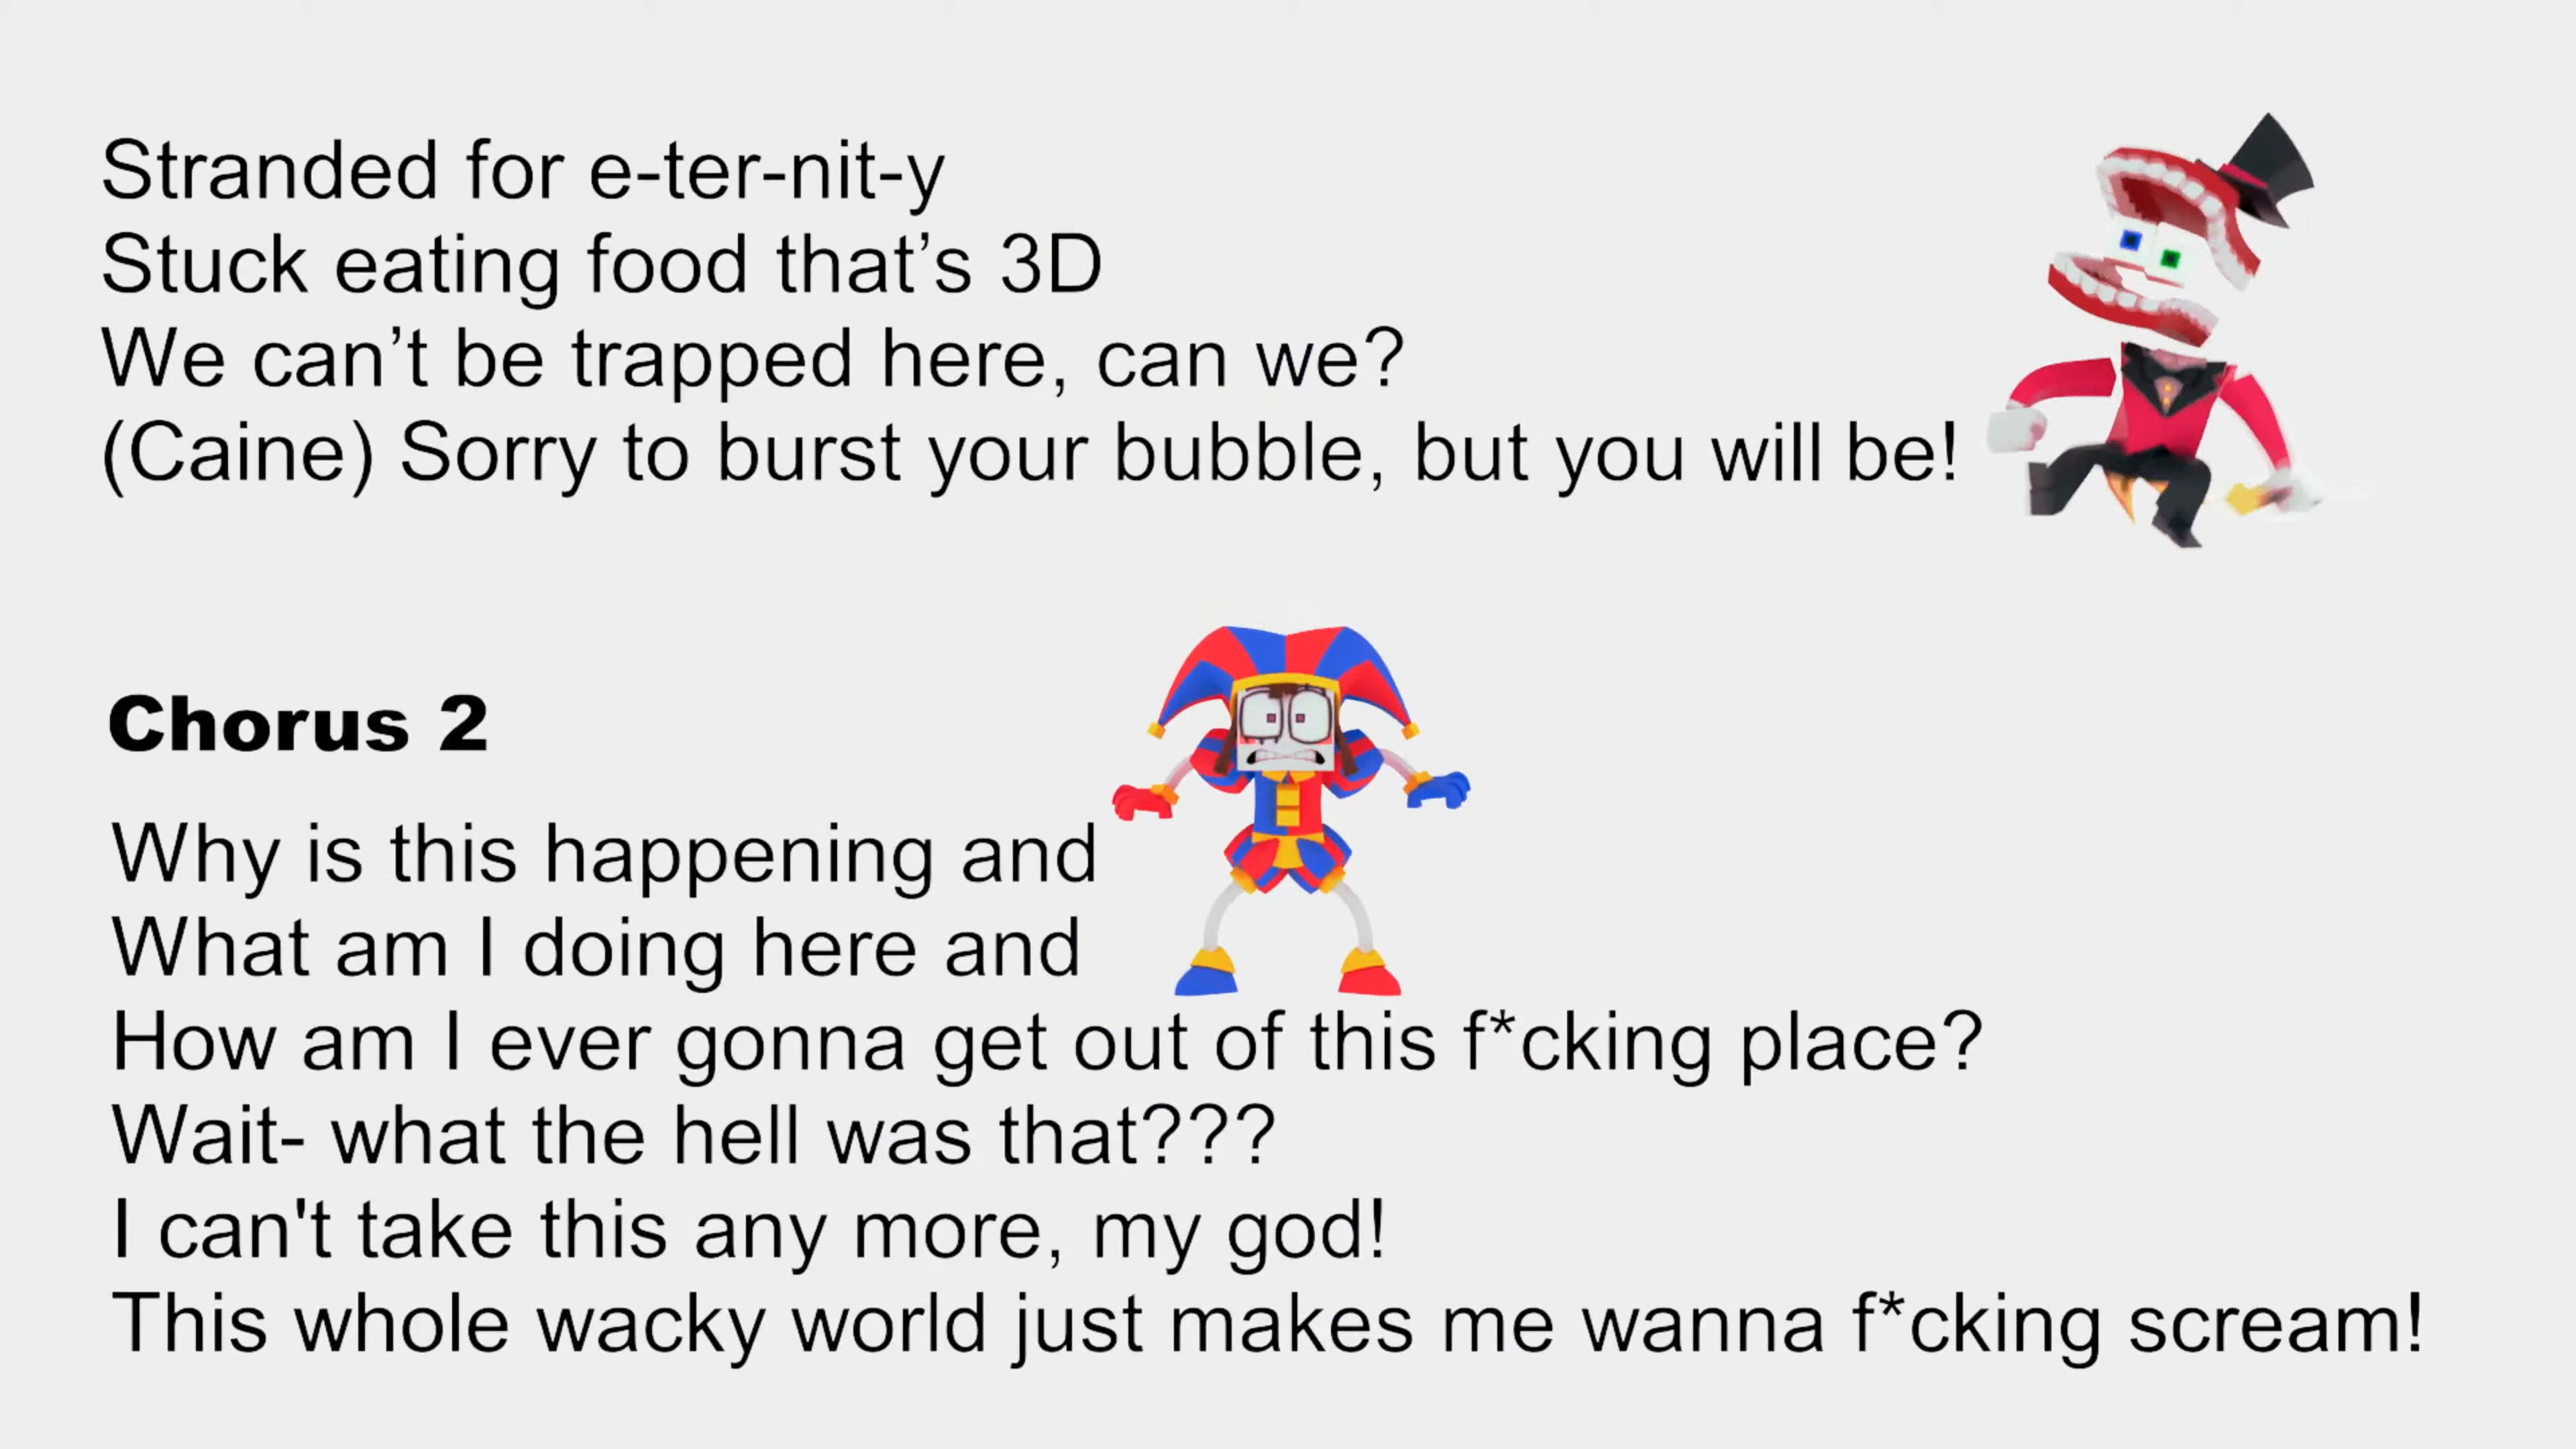 Stranded for e-ter-nit-y
Stuck eating food that’s 3D
We can’t be trapped here, can we?
(Caine) Sorry to burst your bubble, but you will be!
Chorus 2
Why is this happening and
What am I doing here and
How am I ever gonna get out of this f*cking place?
Wait- what the hell was that???
I can't take this any more, my god!
This whole wacky world just makes me wanna f*cking scream!